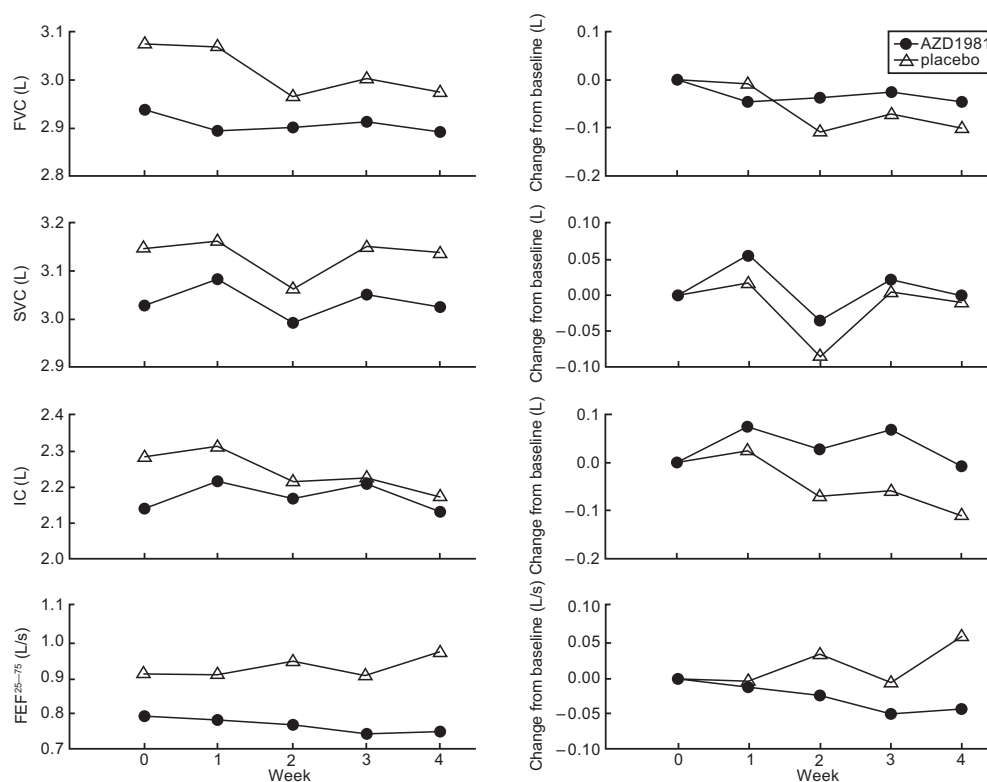 3.1
3.0
2.9
2.8
FVC (L)
0.1
0.0
–0.1
–0.2
Change from baseline (L)
AZD1981
placebo
3.2
3.1
3.0
2.9
SVC (L)
0.10
0.05
0.00
–0.05
–0.10
Change from baseline (L)
2.4
2.3
2.2
2.1
2.0
IC (L)
0.1
0.0
–0.1
–0.2
Change from baseline (L)
1.1
1.0
0.9
0.8
0.7
FEF25–75 (L/s)
0 1 2 3 4
Week
0.10
0.05
0.00
–0.05
–0.10
Change from baseline (L/s)
0 1 2 3 4
Week